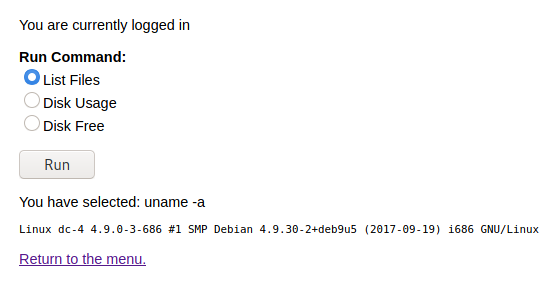 You are currently logged in
Run Command:
List Files
Disk Usage
Disk Free
Run
You have selected: uname -a
Linux dc-4 4.9.0-3-686 #1 SMP Debian 4.9.30-2+deb9u5 (2017-09-19) i686 GNU/Linux
Return to the menu.